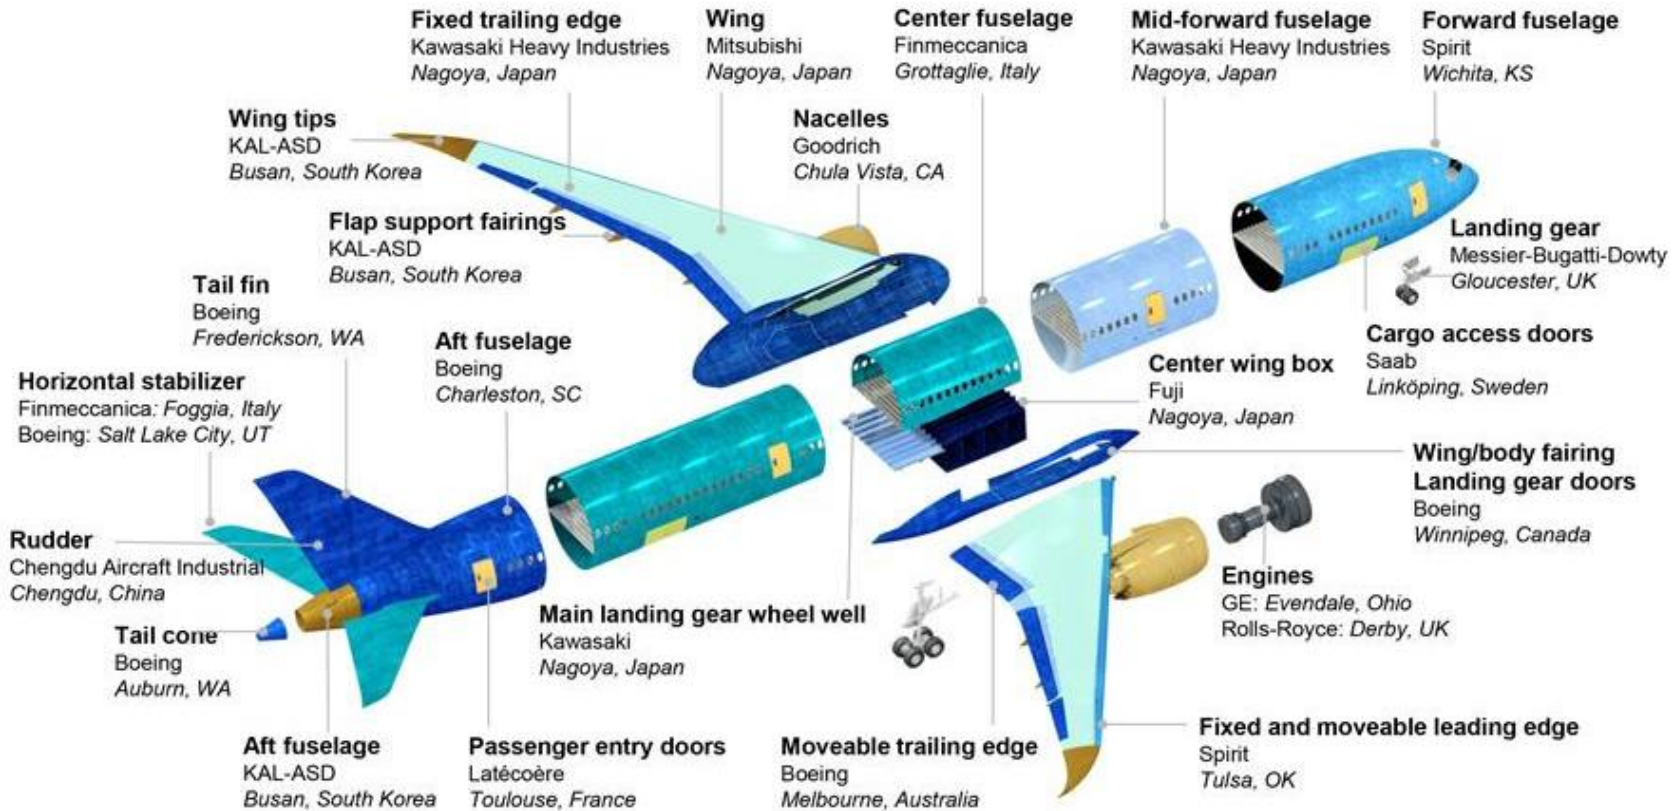 Fixed trailing edge
Kawasaki Heavy Industries
Nagoya, Japan
Wing
Mitsubishi
Nagoya, Japan
Center fuselage
Finmeccanica
Grottaglie, Italy
Mid-forward fuselage
Kawasaki Heavy Industries
Nagoya, Japan
Forward fuselage
Spirit
Wichita, KS
Wing tips
KAL-ASD
Busan, South Korea
Nacelles
Goodrich
Chula Vista, CA
Flap support fairings
KAL-ASD
Busan, South Korea
Landing gear
Messier-Bugatti-Dowty
Gloucester, UK
Tail fin
Boeing
Frederickson, WA
Aft fuselage
Boeing
Charleston, SC
Cargo access doors
Saab
Linköping, Sweden
Center wing box
Fuji
Nagoya, Japan
Horizontal stabilizer
Finmeccanica: Foggia, Italy
Boeing: Salt Lake City, UT
Wing/body fairing
Landing gear doors
Boeing
Winnipeg, Canada
Rudder
Chengdu Aircraft Industrial
Chengdu, China
Engines
GE: Evendale, Ohio
Rolls-Royce: Derby, UK
Main landing gear wheel well
Kawasaki
Nagoya, Japan
Tail cone
Boeing
Auburn, WA
Aft fuselage
KAL-ASD
Busan, South Korea
Passenger entry doors
Latécoère
Toulouse, France
Moveable trailing edge
Boeing
Melbourne, Australia
Fixed and moveable leading edge
Spirit
Tulsa, OK